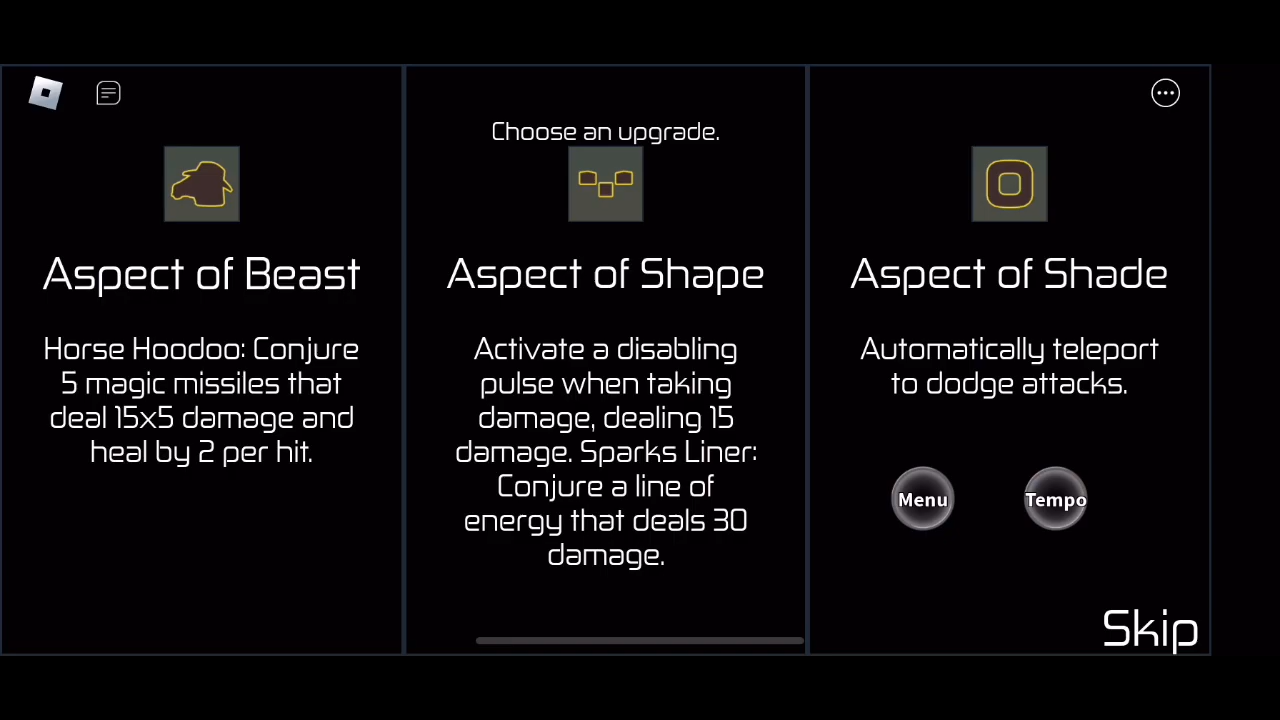 Choose an upgrade.
Aspect of Beast
Horse Hoodoo: Conjure
5 magic missiles that
deal 15x5 damage and
heal by 2 per hit.
Aspect of Shape
Activate a disabling
pulse when taking
damage, dealing 15
damage. Sparks Liner:
Conjure a line of
energy that deals 30
damage.
Aspect of Shade
Automatically teleport
to dodge attacks.
Menu
Tempo
Skip